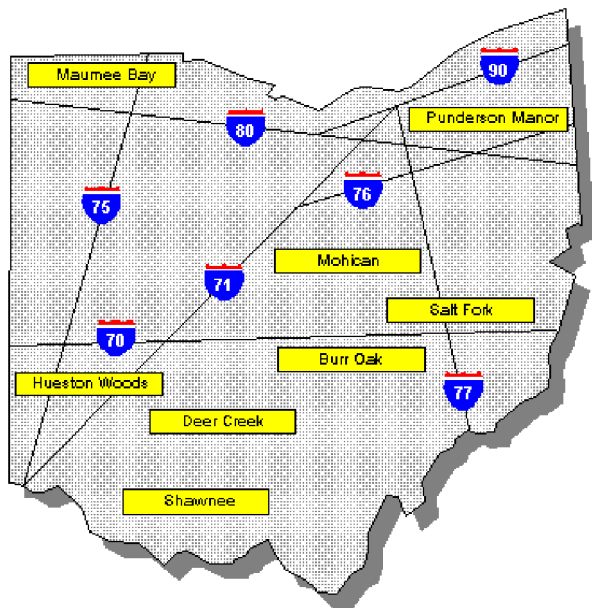 90
Maumee Bay
Punderson Manor
80
76
75
Mohican
71
Salt Fork
70
Burr Oak
Hueston Woods
77
Deer Creek
Shawnee